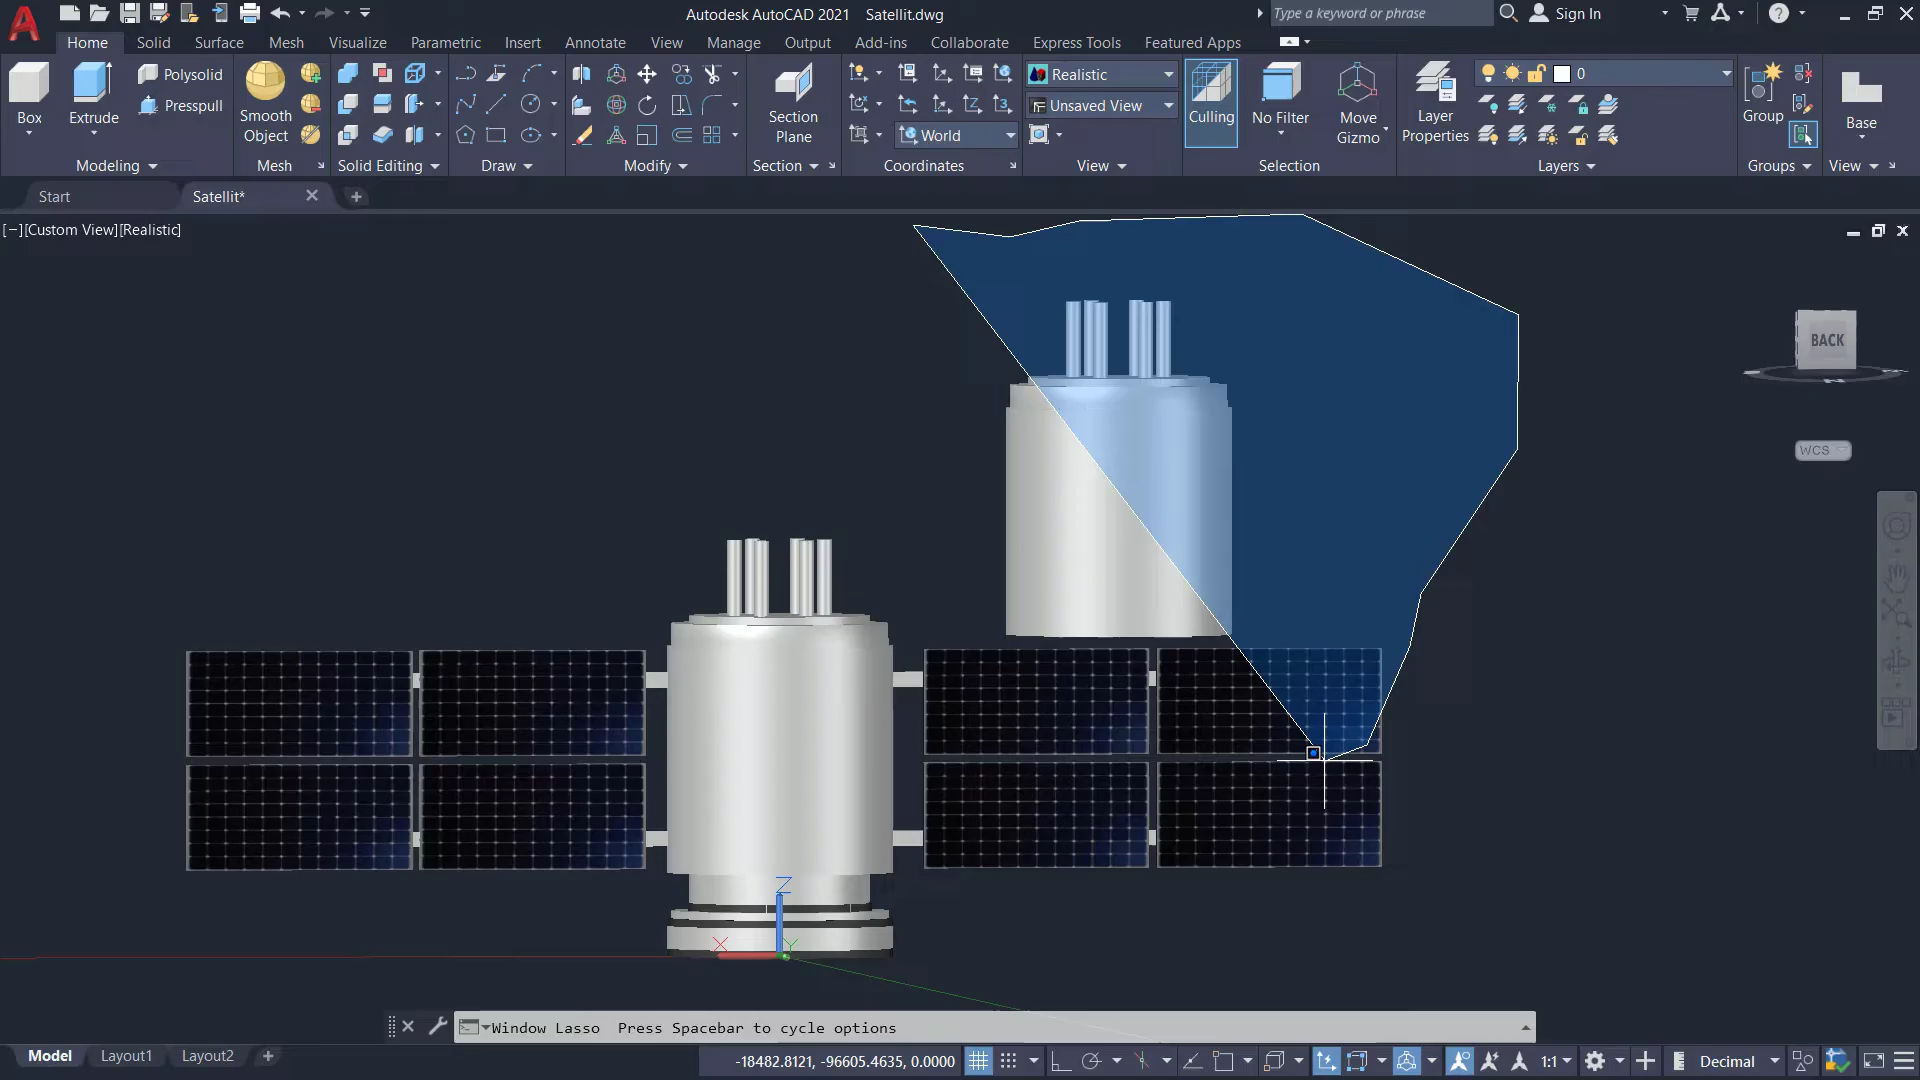 Autodesk AutoCAD 2021 Satellit.dwg
Type a keyword or phrase
Sign In
Home Solid Surface Mesh Visualize Parametric Insert Annotate View Manage Output Add-ins Collaborate Express Tools Featured Apps
Box
Extrude
Polysolid
Presspull
Modeling
Smooth
Object
Mesh
Solid Editing
Draw
Modify
Section
Plane
Section
World
Coordinates
Realistic
Unsaved View
View
Culling
No Filter
Move
Gizmo
Selection
Layer
Properties
0
Layers
Group
Groups
Base
View
Start
Satellit*
[−][Custom View][Realistic]
BACK
WCS
Z
X
Y
Window Lasso Press Spacebar to cycle options
Model
Layout1
Layout2
-18482.8121, -96605.4635, 0.0000
1:1
Decimal